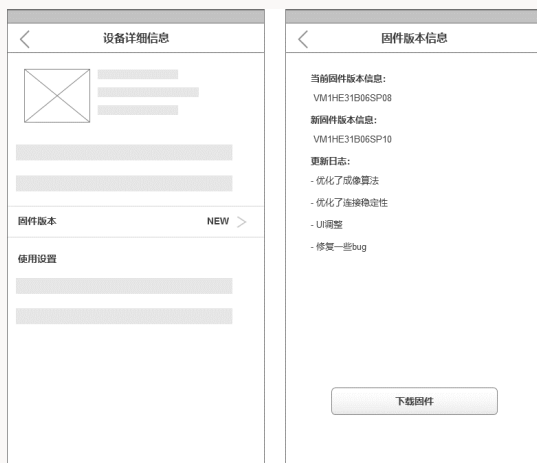 设备详细信息
固件版本 NEW
使用设置
固件版本信息
当前固件版本信息:
VM1HE31B06SP08
新固件版本信息:
VM1HE31B06SP10
更新日志:
- 优化了成像算法
- 优化了连接稳定性
- UI调整
- 修复一些bug
下载固件